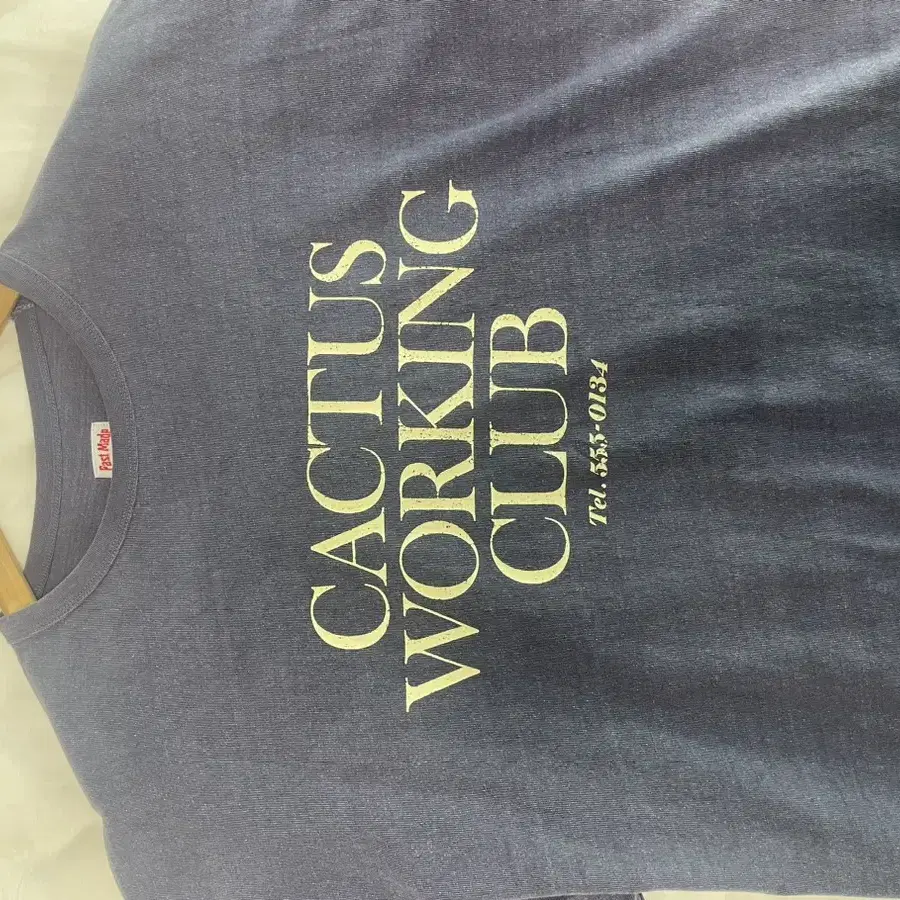 Past Made
CACTUS
WORKING
CLUB
Tel. 555-0134